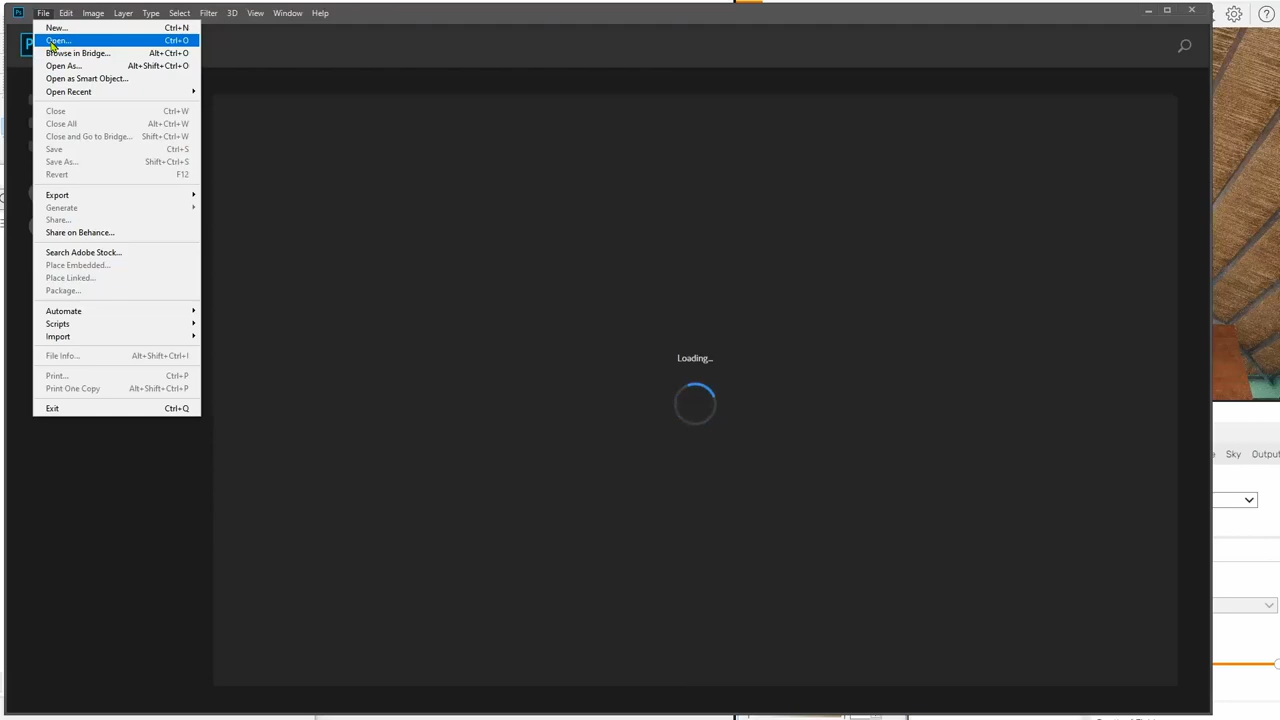 Ps File Edit Image Layer Type Select Filter 3D View Window Help
New... Ctrl+N
Open... Ctrl+O
Browse in Bridge... Alt+Ctrl+O
Open As... Alt+Shift+Ctrl+O
Open as Smart Object...
Open Recent
Close Ctrl+W
Close All Alt+Ctrl+W
Close and Go to Bridge... Shift+Ctrl+W
Save Ctrl+S
Save As... Shift+Ctrl+S
Revert F12
Export
Generate
Share...
Share on Behance...
Search Adobe Stock...
Place Embedded...
Place Linked...
Package...
Automate
Scripts
Import
File Info... Alt+Shift+Ctrl+I
Print... Ctrl+P
Print One Copy Alt+Shift+Ctrl+P
Exit Ctrl+Q
Loading...
Sky Output